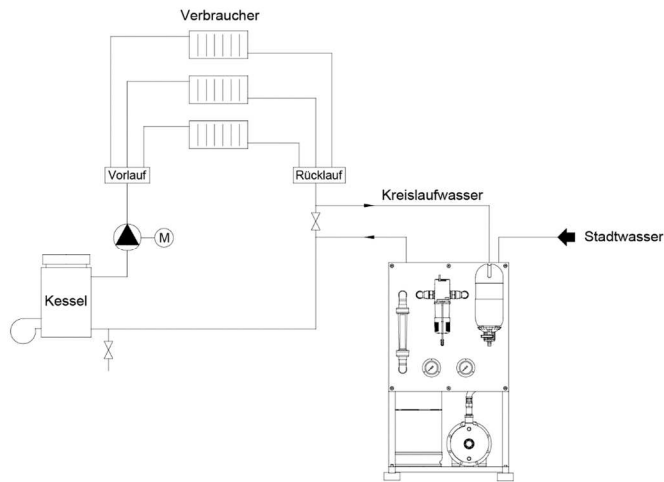 Verbraucher
Vorlauf
Rücklauf
Kreislaufwasser
Stadtwasser
M
Kessel